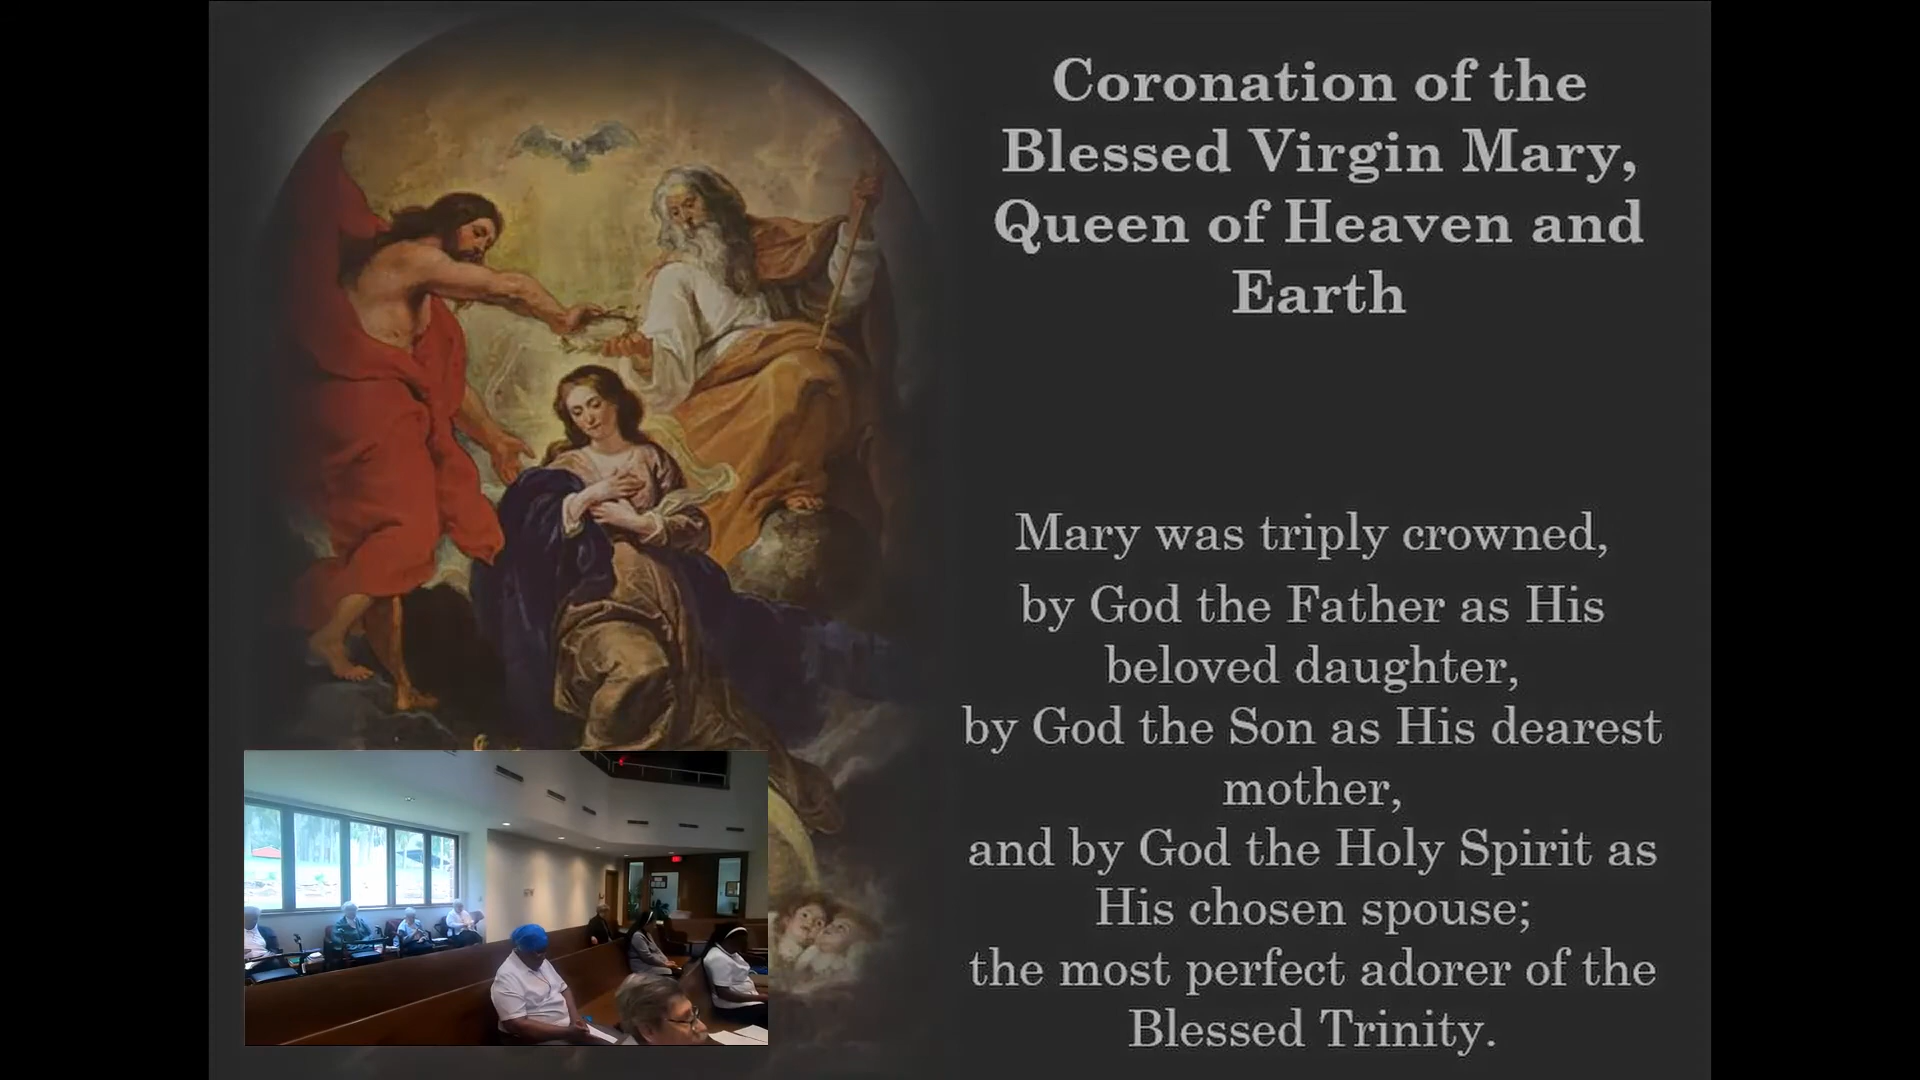 Coronation of the
Blessed Virgin Mary,
Queen of Heaven and
Earth
Mary was triply crowned,
by God the Father as His
beloved daughter,
by God the Son as His dearest
mother,
and by God the Holy Spirit as
His chosen spouse;
the most perfect adorer of the
Blessed Trinity.